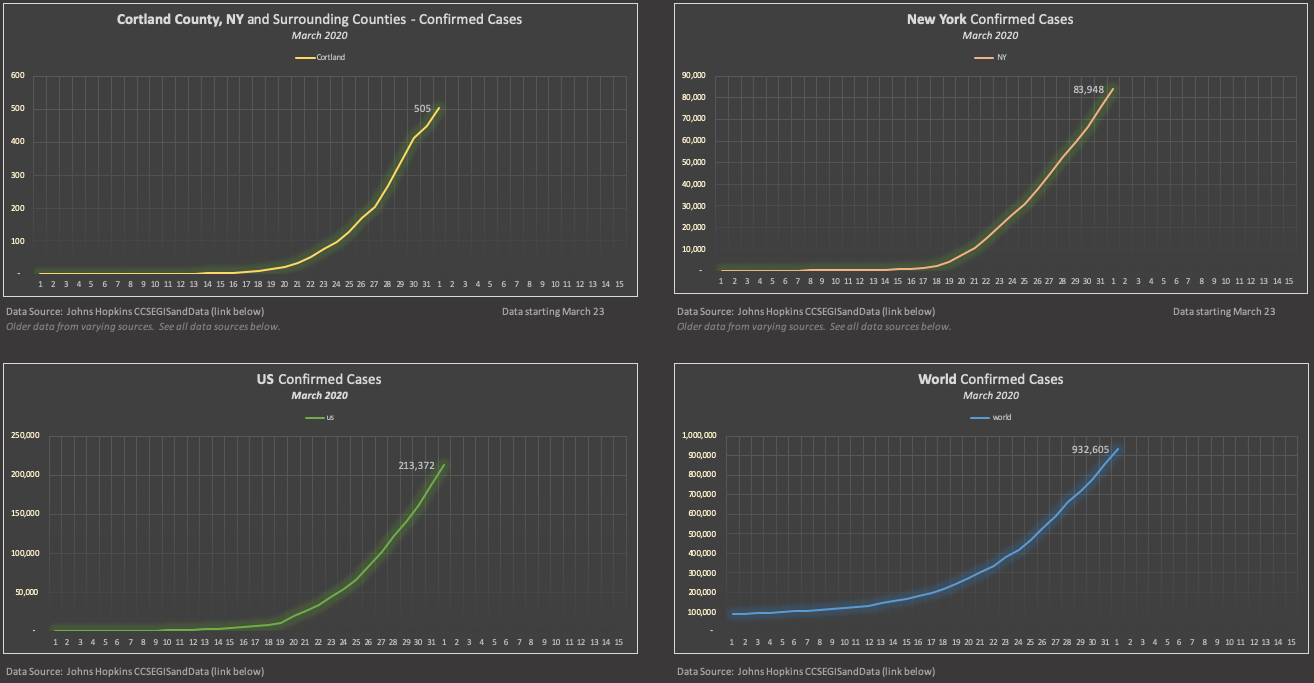 Cortland County, NY and Surrounding Counties - Confirmed Cases
March 2020
Cortland
600
500
400
300
200
100
-
505
1 2 3 4 5 6 7 8 9 10 11 12 13 14 15 16 17 18 19 20 21 22 23 24 25 26 27 28 29 30 31 1 2 3 4 5 6 7 8 9 10 11 12 13 14 15
Data Source: Johns Hopkins CCSEGISandData (link below)
Data starting March 23
Older data from varying sources. See all data sources below.
New York Confirmed Cases
March 2020
NY
90,000
80,000
70,000
60,000
50,000
40,000
30,000
20,000
10,000
-
83,948
1 2 3 4 5 6 7 8 9 10 11 12 13 14 15 16 17 18 19 20 21 22 23 24 25 26 27 28 29 30 31 1 2 3 4 5 6 7 8 9 10 11 12 13 14 15
Data Source: Johns Hopkins CCSEGISandData (link below)
Data starting March 23
Older data from varying sources. See all data sources below.
US Confirmed Cases
March 2020
us
250,000
200,000
150,000
100,000
50,000
-
213,372
1 2 3 4 5 6 7 8 9 10 11 12 13 14 15 16 17 18 19 20 21 22 23 24 25 26 27 28 29 30 31 1 2 3 4 5 6 7 8 9 10 11 12 13 14 15
Data Source: Johns Hopkins CCSEGISandData (link below)
World Confirmed Cases
March 2020
world
1,000,000
900,000
800,000
700,000
600,000
500,000
400,000
300,000
200,000
100,000
-
932,605
1 2 3 4 5 6 7 8 9 10 11 12 13 14 15 16 17 18 19 20 21 22 23 24 25 26 27 28 29 30 31 1 2 3 4 5 6 7 8 9 10 11 12 13 14 15
Data Source: Johns Hopkins CCSEGISandData (link below)